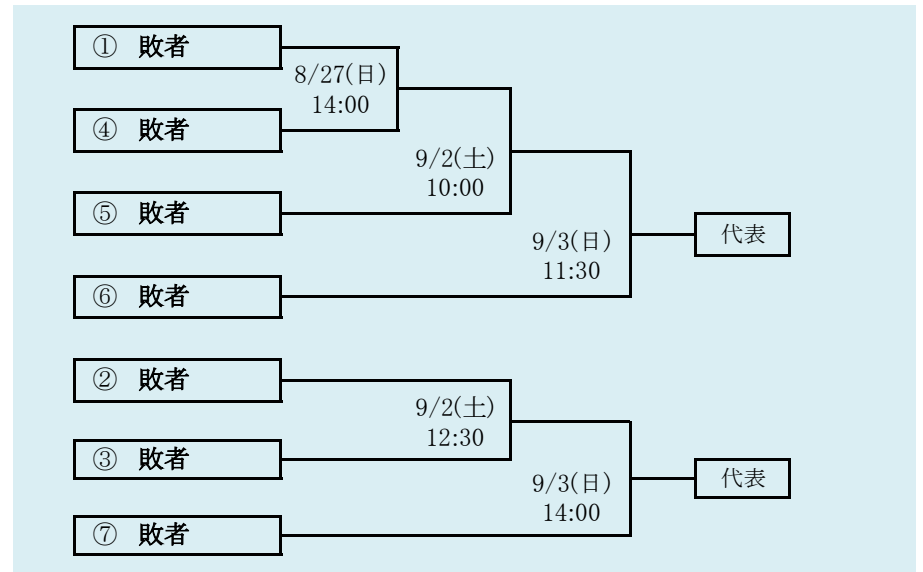 ① 敗者
8/27(日)
14:00
④ 敗者
9/2(土)
10:00
⑤ 敗者
9/3(日)
11:30
代表
⑥ 敗者
② 敗者
9/2(土)
12:30
③ 敗者
9/3(日)
14:00
代表
⑦ 敗者